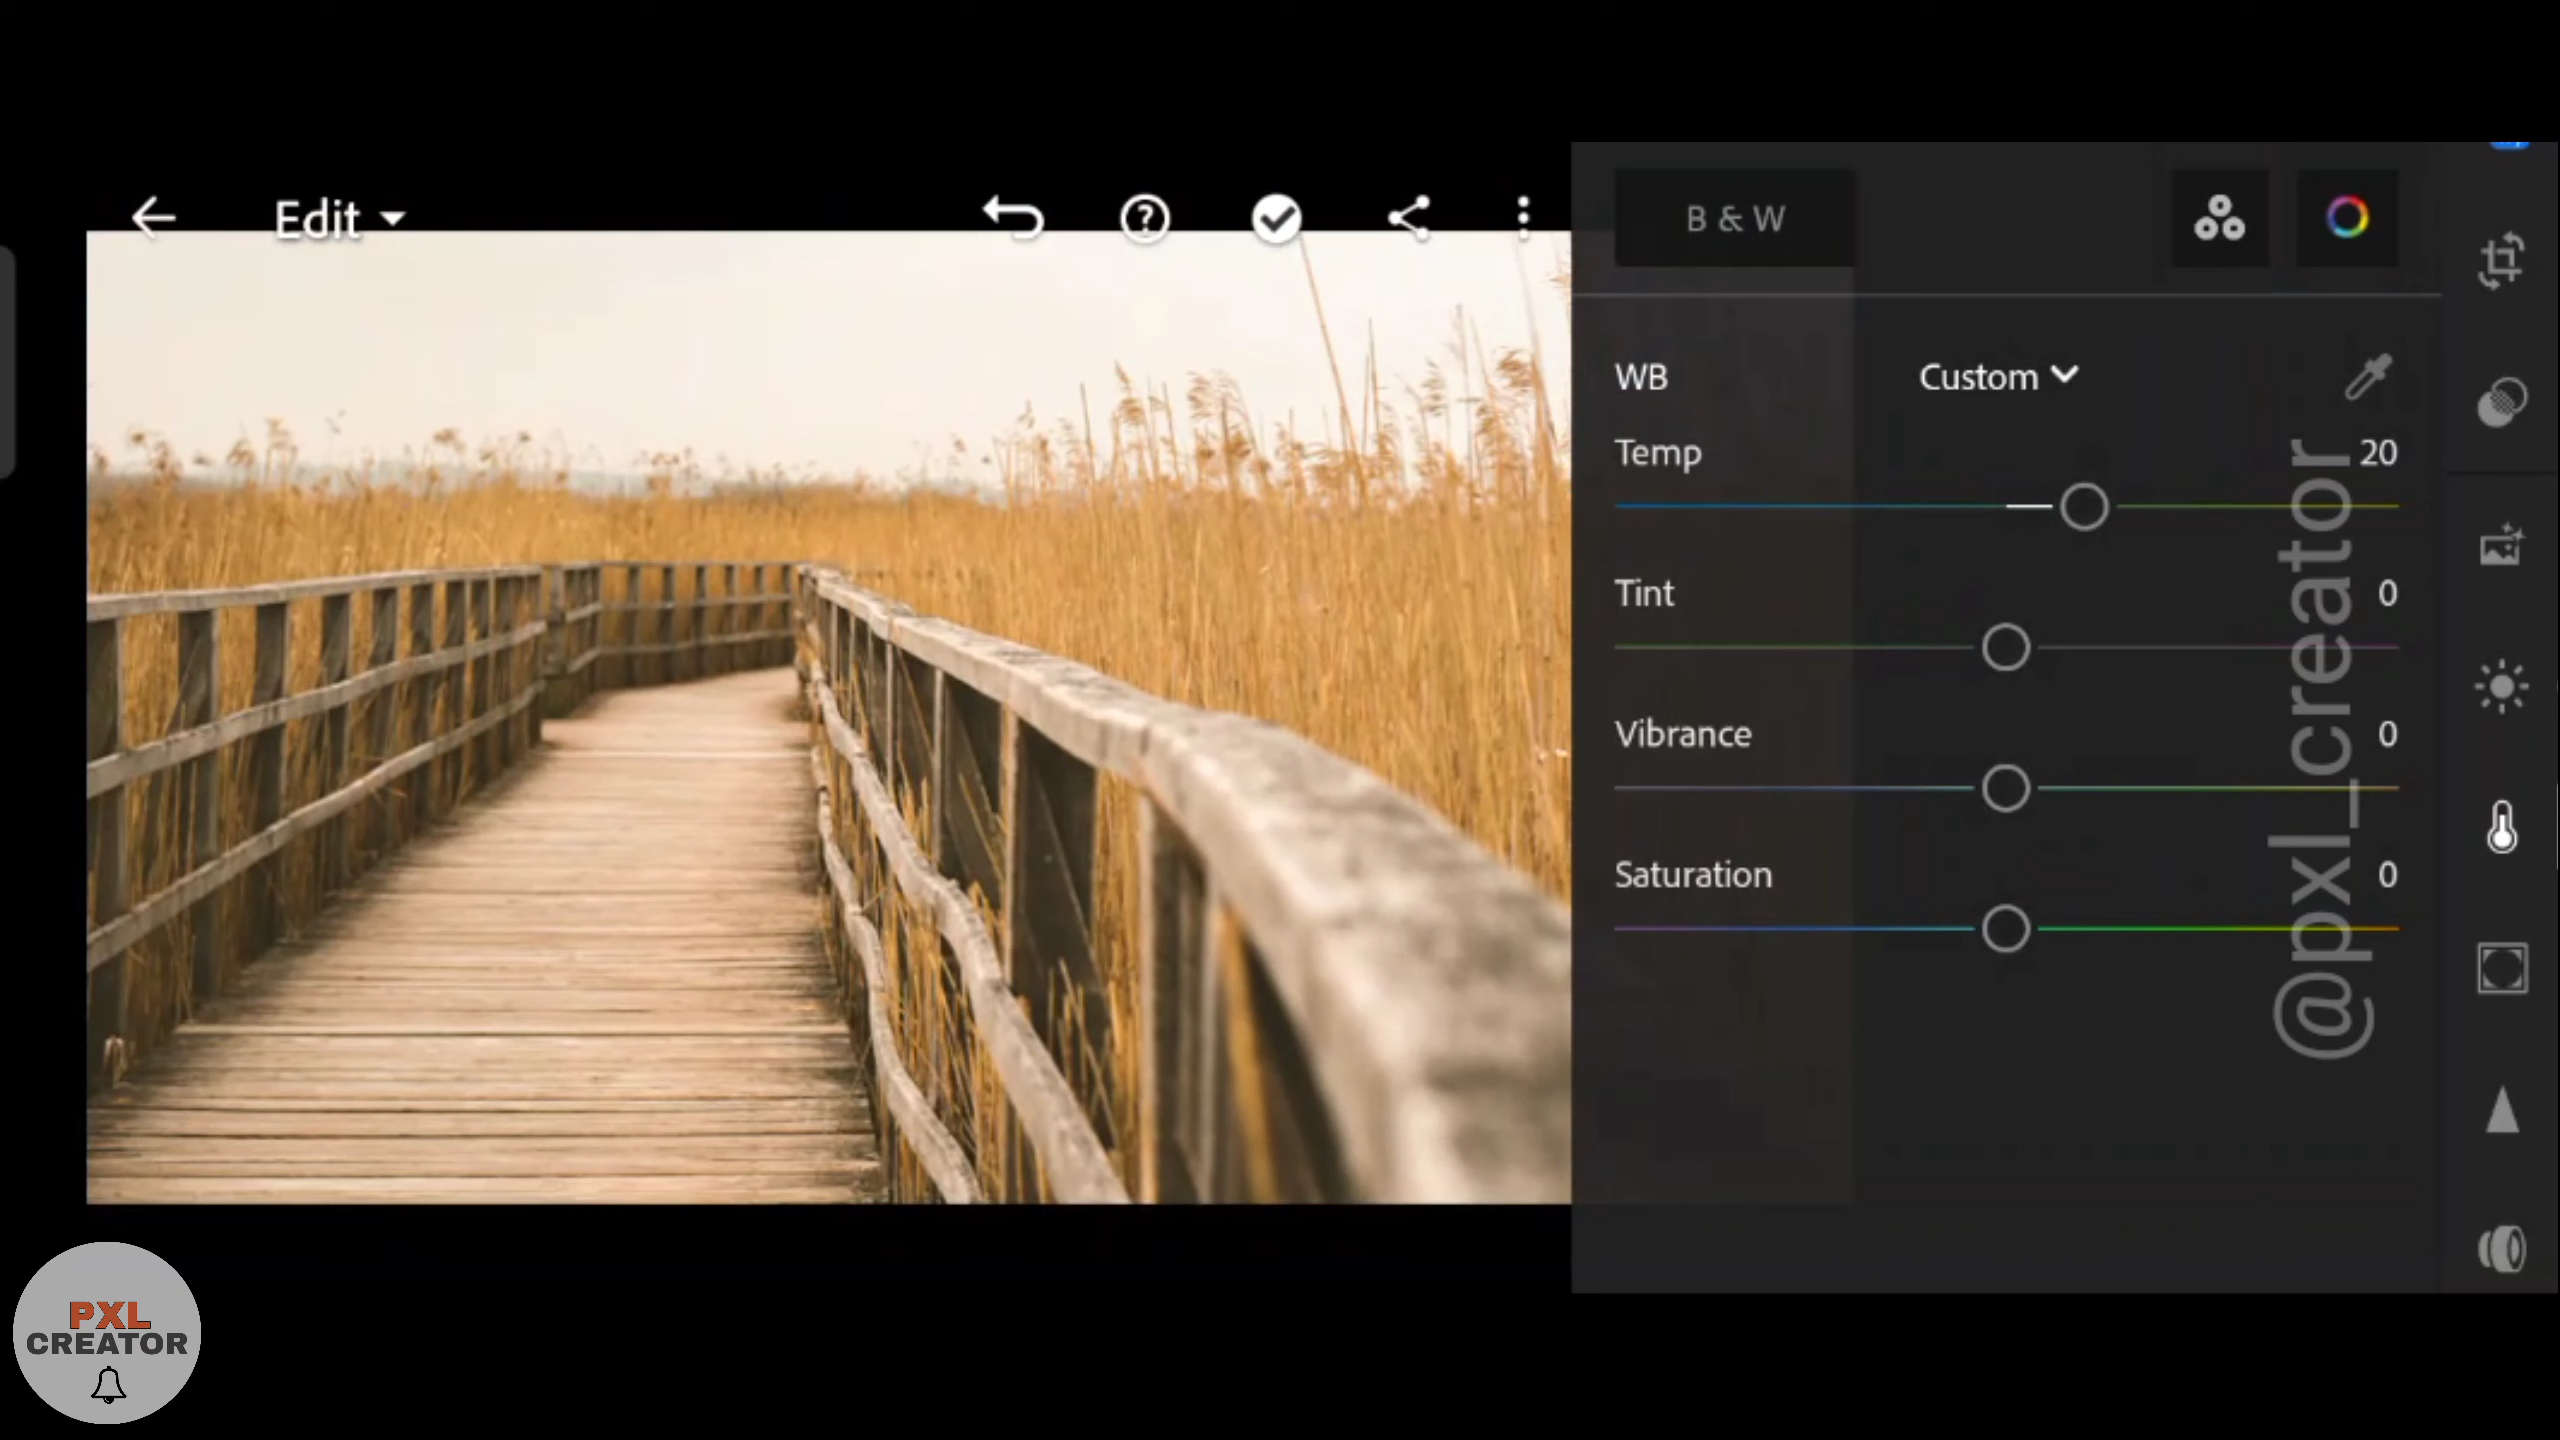 Edit
B & W
WB
Custom
Temp
20
Tint
0
Vibrance
0
Saturation
0
@pxl_creator
PXL
CREATOR